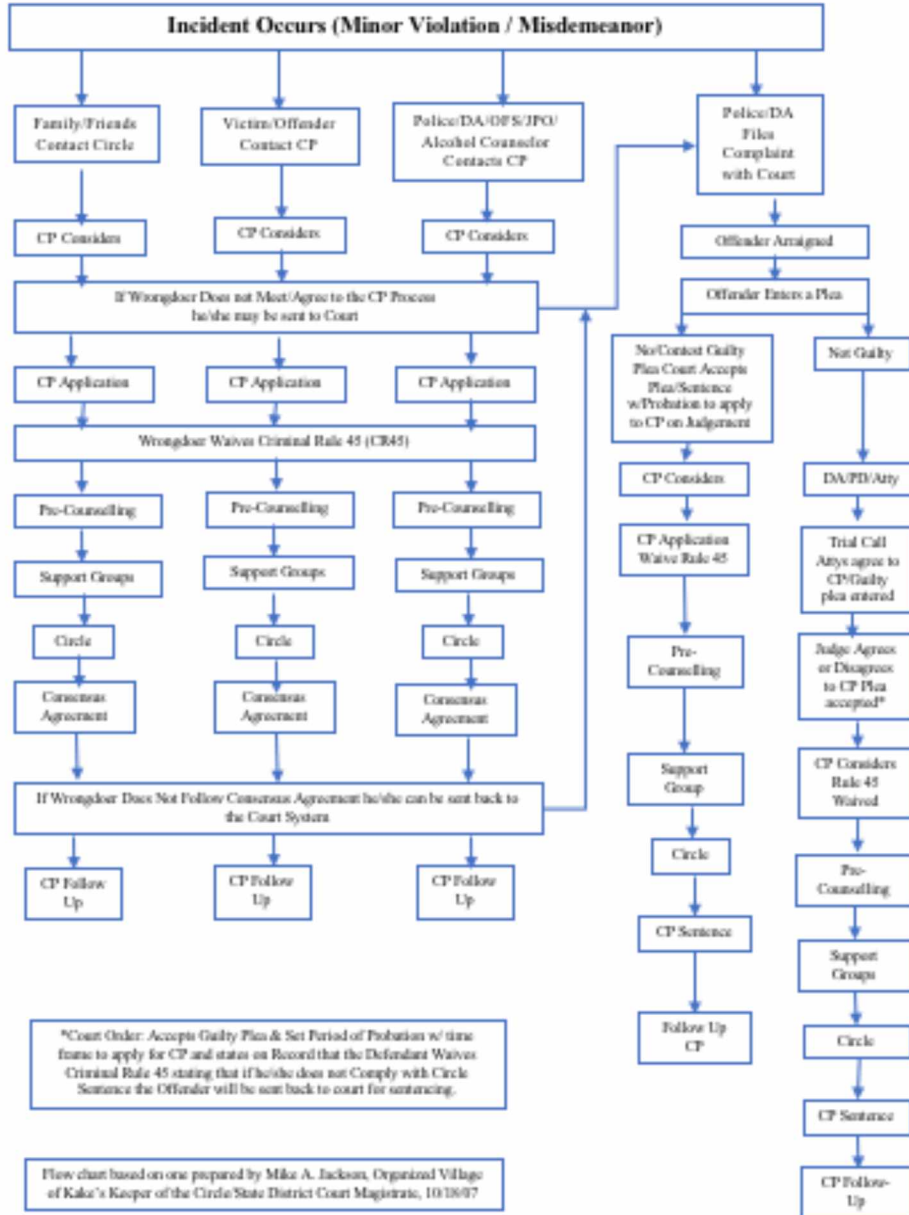 Incident Occurs (Minor Violation / Misdemeanor)
Family/Friends
Contact Circle
Victim/Offender
Contact CP
Police/DA/OFS/JPO/
Alcohol Counselor
Contacts CP
Police/DA
Files
Complaint
with Court
CP Considers
CP Considers
CP Considers
Offender Arraigned
If Wrongdoer Does not Meet/Agree to the CP Process
he/she may be sent to Court
Offender Enters a Plea
No/Contest Guilty
Plea Court Accepts
Plea/Sentence
w/Probation to apply
to CP on Judgement
Not Guilty
CP Application
CP Application
CP Application
Wrongdoer Waives Criminal Rule 45 (CR45)
CP Considers
DA/PD/Atty
Pre-Counselling
Pre-Counselling
Pre-Counselling
CP Application
Waive Rule 45
Trial Call
Attys agree to
CP/Guilty
plea entered
Support Groups
Support Groups
Support Groups
Circle
Circle
Circle
Pre-
Counselling
Judge Agrees
or Disagrees
to CP Plea
accepted*
Consensus
Agreement
Consensus
Agreement
Consensus
Agreement
Support
Group
CP Considers
Rule 45
Waived
If Wrongdoer Does Not Follow Consensus Agreement he/she can be sent back to
the Court System
Circle
Pre-
Counselling
CP Follow
Up
CP Follow
Up
CP Follow
Up
CP Sentence
Support
Groups
Follow Up
CP
Circle
CP Sentence
CP Follow-
Up
*Court Order: Accepts Guilty Plea & Set Period of Probation w/ time
frame to apply for CP and states on Record that the Defendant Waives
Criminal Rule 45 stating that if he/she does not Comply with Circle
Sentence the Offender will be sent back to court for sentencing.
Flow chart based on one prepared by Mike A. Jackson, Organized Village
of Kake's Keeper of the Circle/State District Court Magistrate, 10/18/07